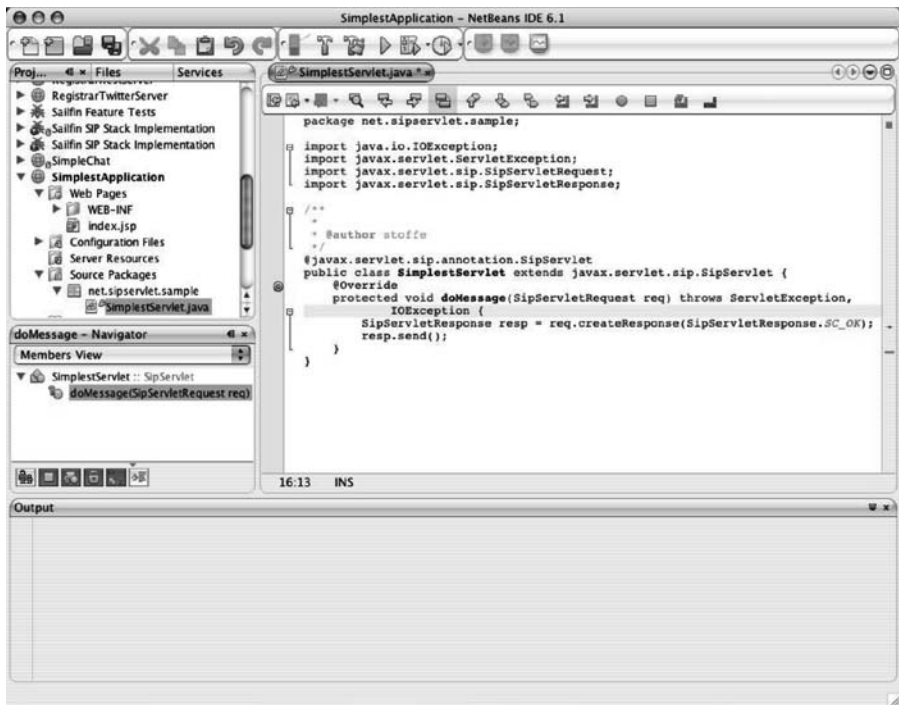 SimplestApplication – NetBeans IDE 6.1
Proj... Files Services
RegistrarTwitterServer
Sailfin Feature Tests
Sailfin SIP Stack Implementation
Sailfin SIP Stack Implementation
SimpleChat
SimplestApplication
Web Pages
WEB-INF
index.jsp
Configuration Files
Server Resources
Source Packages
net.sipservlet.sample
SimplestServlet.java
doMessage – Navigator
Members View
SimplestServlet :: SipServlet
doMessage(SipServletRequest req)
SimplestServlet.java *
package net.sipservlet.sample;
import java.io.IOException;
import javax.servlet.ServletException;
import javax.servlet.sip.SipServletRequest;
import javax.servlet.sip.SipServletResponse;
/**
*
* @author stoffe
*/
@javax.servlet.sip.annotation.SipServlet
public class SimplestServlet extends javax.servlet.sip.SipServlet {
@Override
protected void doMessage(SipServletRequest req) throws ServletException,
IOException {
SipServletResponse resp = req.createResponse(SipServletResponse.SC_OK);
resp.send();
}
}
16:13 INS
Output